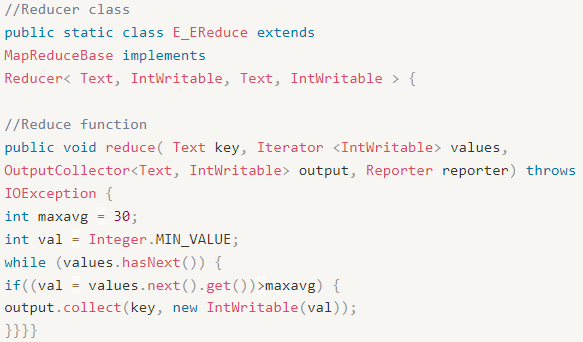 //Reducer class
public static class E_EReduce extends
MapReduceBase implements
Reducer< Text, IntWritable, Text, IntWritable > {
//Reduce function
public void reduce( Text key, Iterator <IntWritable> values,
OutputCollector<Text, IntWritable> output, Reporter reporter) throws
IOException {
int maxavg = 30;
int val = Integer.MIN_VALUE;
while (values.hasNext()) {
if((val = values.next().get())>maxavg) {
output.collect(key, new IntWritable(val));
}}}}